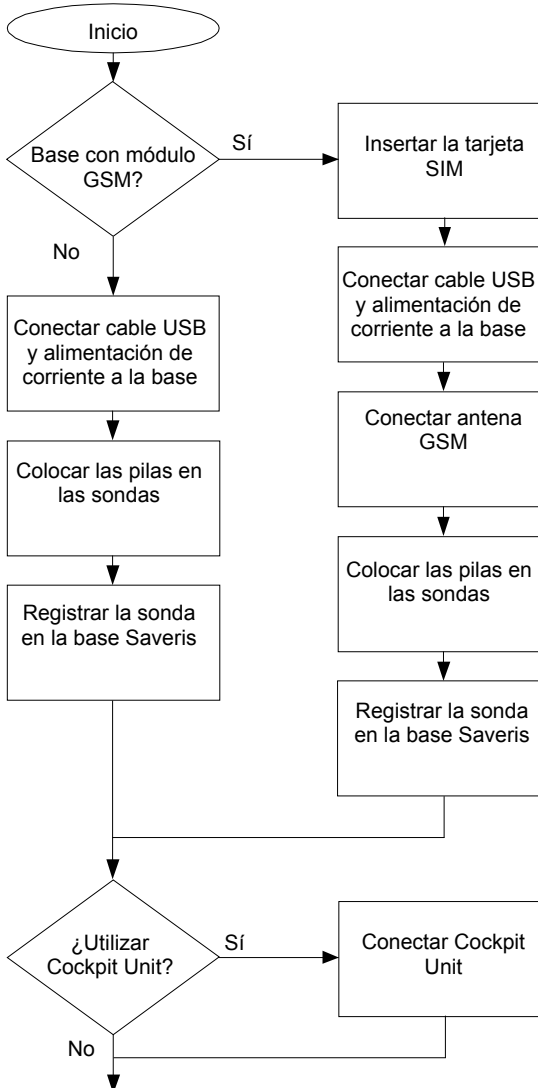 Inicio
Base con módulo
GSM?
Sí
Insertar la tarjeta
SIM
No
Conectar cable USB
y alimentación de
corriente a la base
Conectar cable USB
y alimentación de
corriente a la base
Colocar las pilas en
las sondas
Conectar antena
GSM
Registrar la sonda
en la base Saveris
Colocar las pilas en
las sondas
Registrar la sonda
en la base Saveris
¿Utilizar
Cockpit Unit?
Sí
Conectar Cockpit
Unit
No